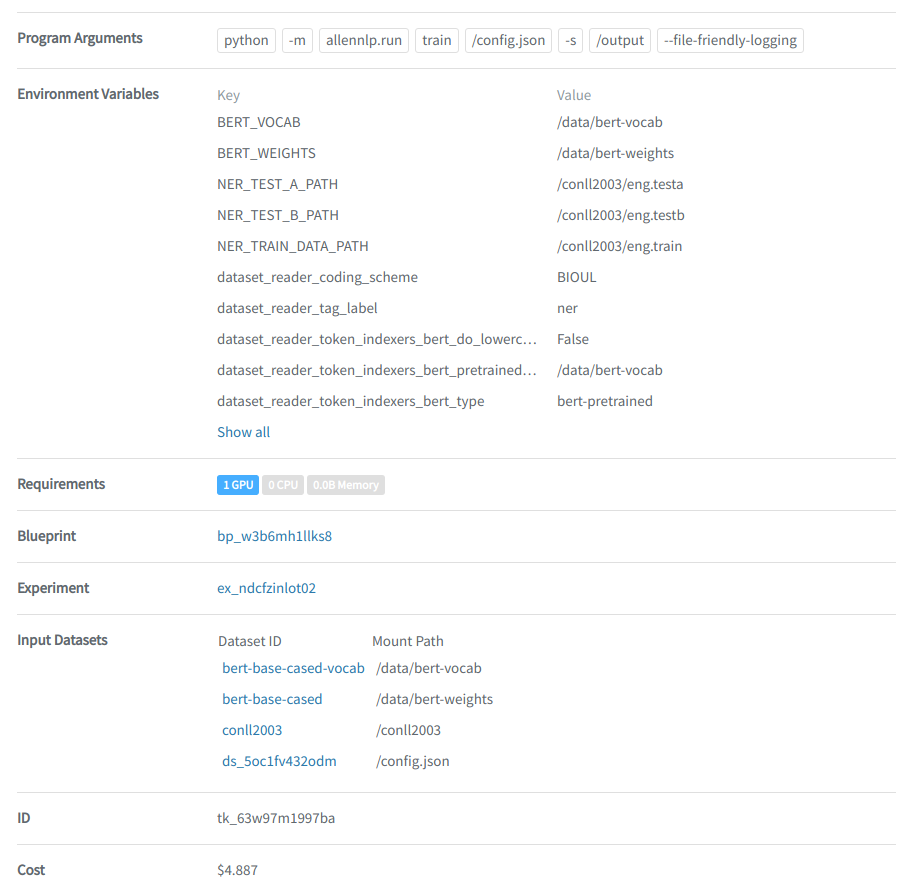 Program Arguments python -m allennlp.run train /config.json -s /output --file-friendly-logging
Environment Variables Key Value
BERT_VOCAB /data/bert-vocab
BERT_WEIGHTS /data/bert-weights
NER_TEST_A_PATH /conll2003/eng.testa
NER_TEST_B_PATH /conll2003/eng.testb
NER_TRAIN_DATA_PATH /conll2003/eng.train
dataset_reader_coding_scheme BIOUL
dataset_reader_tag_label ner
dataset_reader_token_indexers_bert_do_lowerc... False
dataset_reader_token_indexers_bert_pretrained... /data/bert-vocab
dataset_reader_token_indexers_bert_type bert-pretrained
Show all
Requirements 1 GPU 0 CPU 0.0B Memory
Blueprint bp_w3b6mh1llks8
Experiment ex_ndcfzinlot02
Input Datasets Dataset ID Mount Path
bert-base-cased-vocab /data/bert-vocab
bert-base-cased /data/bert-weights
conll2003 /conll2003
ds_5oc1fv432odm /config.json
ID tk_63w97m1997ba
Cost $4.887